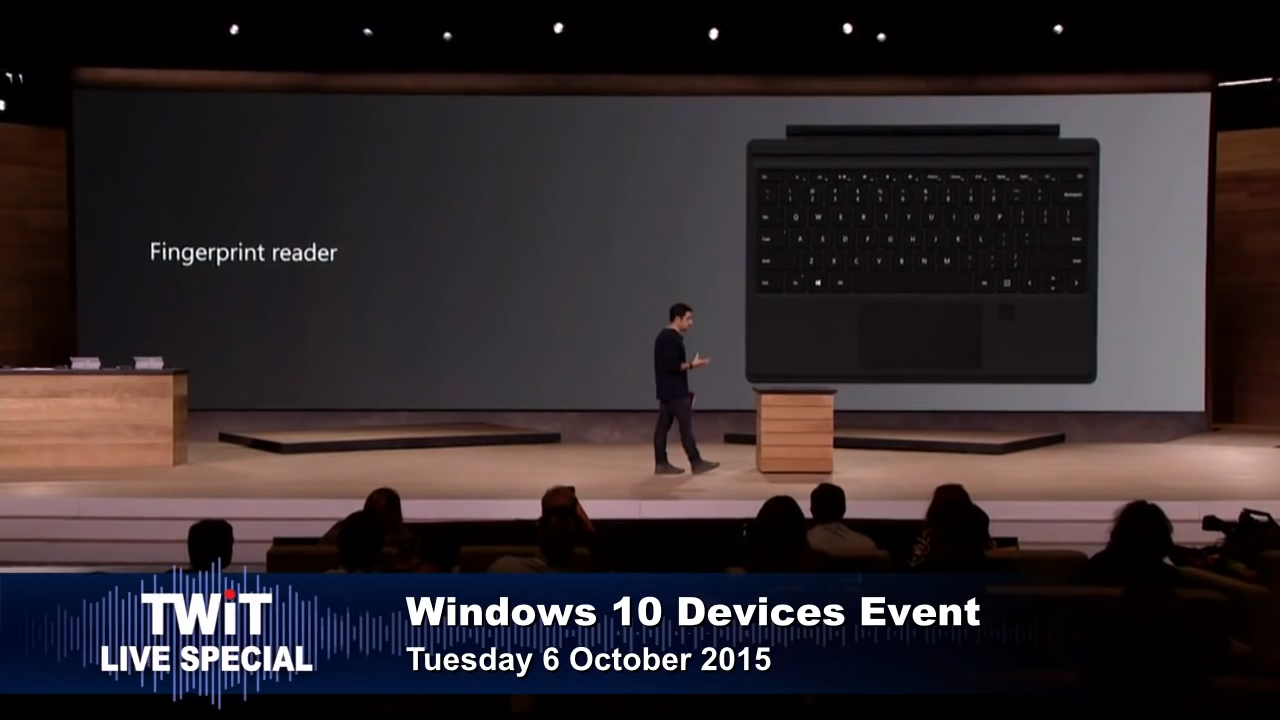 Fingerprint reader
Q W E R T Y U I O P
A S D F G H J K L
Z X C V B N M
TWiT
LIVE SPECIAL
Windows 10 Devices Event
Tuesday 6 October 2015